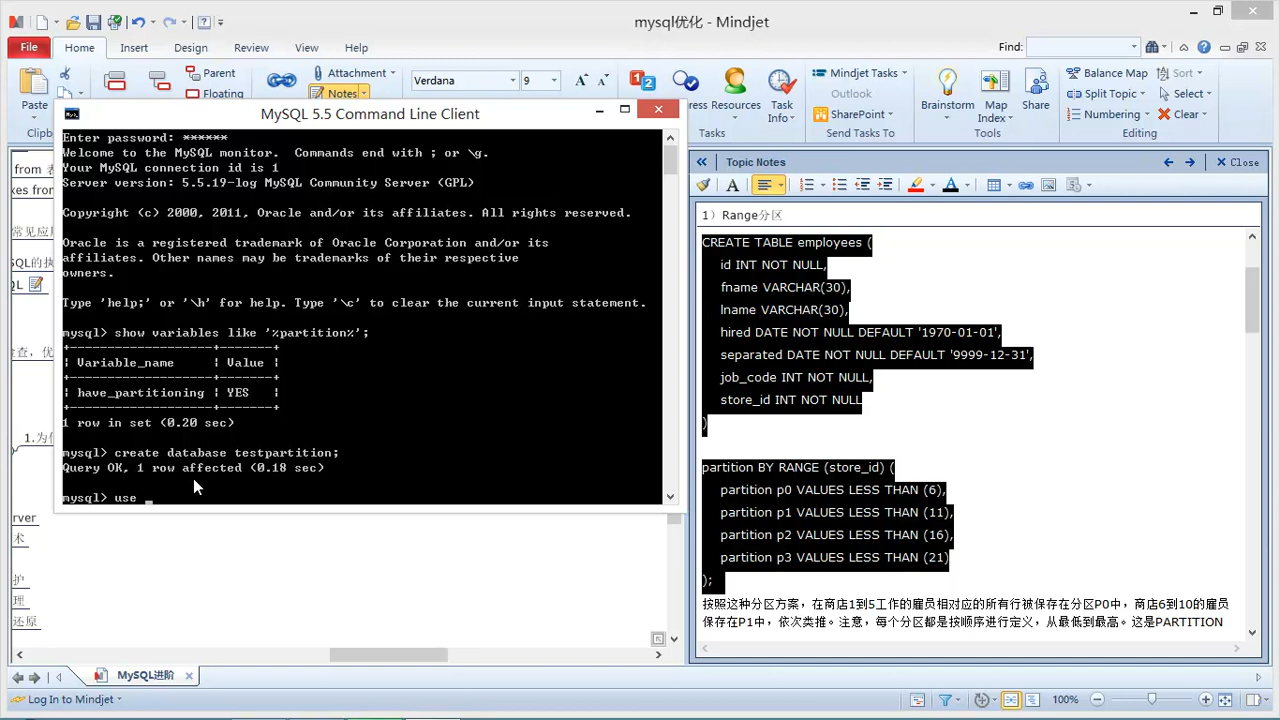 mysql优化 - Mindjet
File
Home
Insert
Design
Review
View
Help
Find:
Paste
Parent
Floating
Attachment
Notes
Verdana
9
Resources
Task
Info
Mindjet Tasks
Outlook
SharePoint
Brainstorm
Map
Index
Share
Balance Map
Split Topic
Sort
Select
Clear
Tasks
Tools
Editing
MySQL 5.5 Command Line Client
Enter password: ******
Welcome to the MySQL monitor.  Commands end with ; or \g.
Your MySQL connection id is 1
Server version: 5.5.19-log MySQL Community Server (GPL)
Copyright (c) 2000, 2011, Oracle and/or its affiliates. All rights reserved.
Oracle is a registered trademark of Oracle Corporation and/or its
affiliates. Other names may be trademarks of their respective
owners.
Type 'help;' or '\h' for help. Type '\c' to clear the current input statement.
mysql> show variables like '%partition%';
+-------------------+-------+
| Variable_name     | Value |
+-------------------+-------+
| have_partitioning | YES   |
+-------------------+-------+
1 row in set (0.20 sec)
mysql> create database testpartition;
Query OK, 1 row affected (0.18 sec)
mysql> use _
Topic Notes
Close
1）Range分区
CREATE TABLE employees (
id INT NOT NULL,
fname VARCHAR(30),
lname VARCHAR(30),
hired DATE NOT NULL DEFAULT '1970-01-01',
separated DATE NOT NULL DEFAULT '9999-12-31',
job_code INT NOT NULL,
store_id INT NOT NULL
)
partition BY RANGE (store_id) (
partition p0 VALUES LESS THAN (6),
partition p1 VALUES LESS THAN (11),
partition p2 VALUES LESS THAN (16),
partition p3 VALUES LESS THAN (21)
);
按照这种分区方案，在商店1到5工作的雇员相对应的所有行被保存在分区P0中，商店6到10的雇员
保存在P1中，依次类推。注意，每个分区都是按顺序进行定义，从最低到最高。这是PARTITION
MySQL进阶
Log In to Mindjet
100%